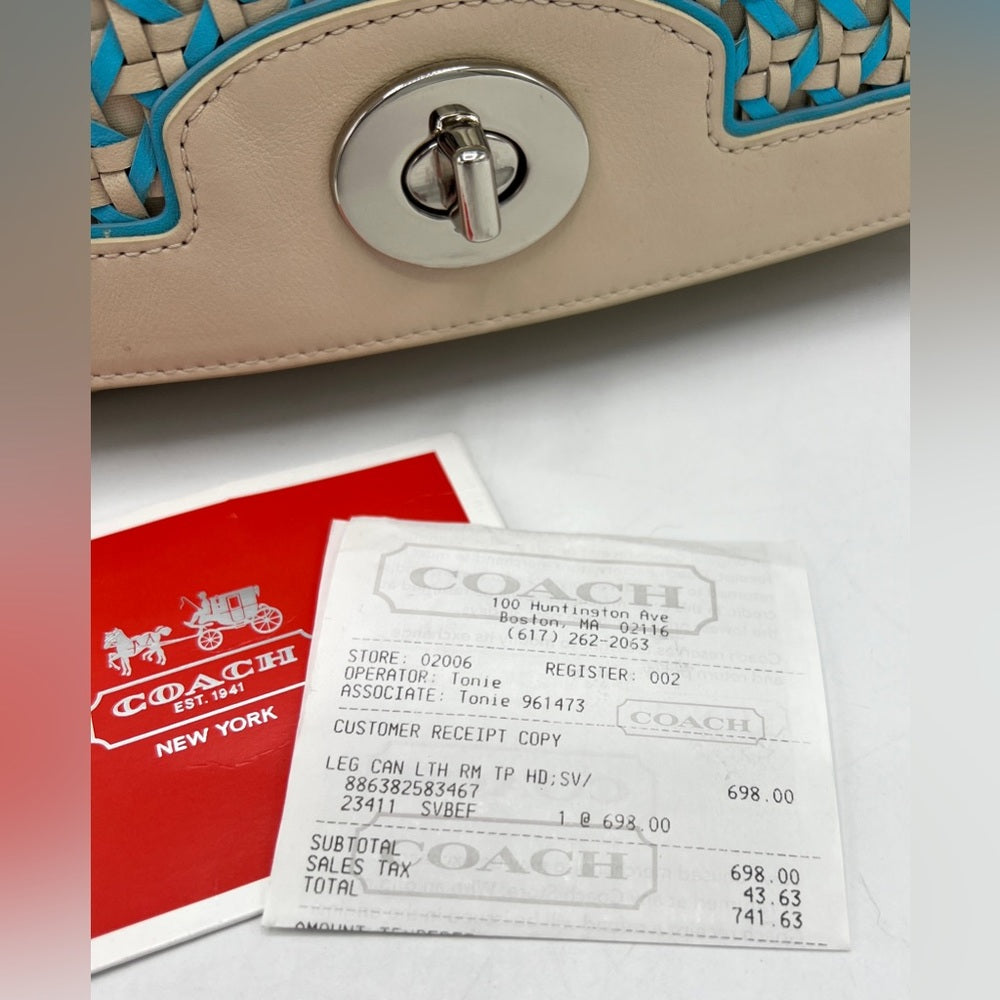 COACH
EST. 1941
NEW YORK
COACH
100 Huntington Ave
Boston, MA 02116
(617) 262-2063
STORE: 02006 REGISTER: 002
OPERATOR: Tonie
ASSOCIATE: Tonie 961473
COACH
CUSTOMER RECEIPT COPY
LEG CAN LTH RM TP HD;SV/
886382583467 698.00
23411 SVBEF 1 @ 698.00
COACH
SUBTOTAL 698.00
SALES TAX 43.63
TOTAL 741.63
AMOUNT TENDERED